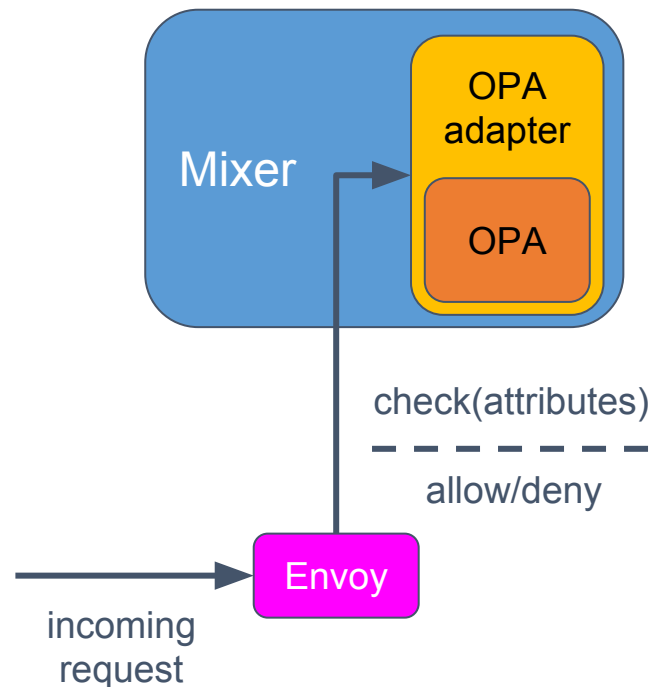 OPA
adapter
Mixer
OPA
check(attributes)
allow/deny
Envoy
incoming
request